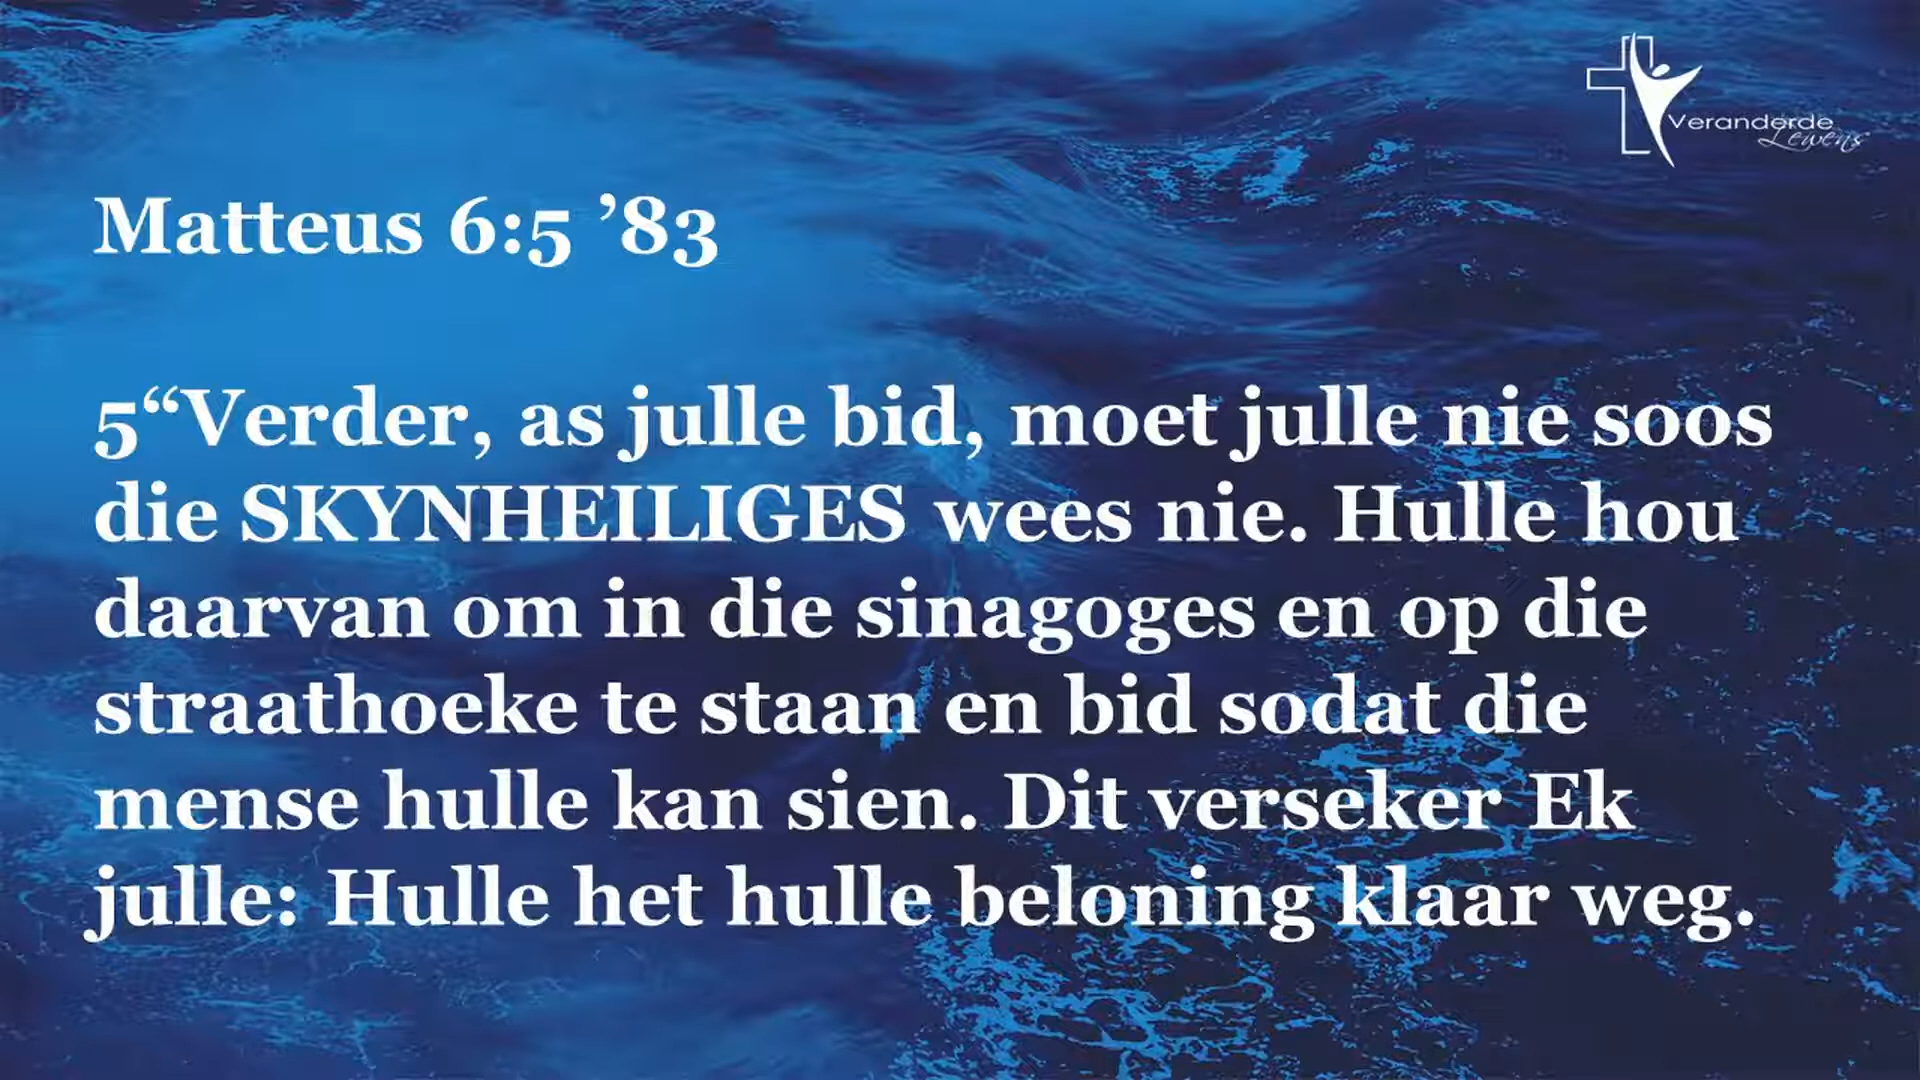 Veranderde
Lewens
Matteus 6:5 ’83
5“Verder, as julle bid, moet julle nie soos
die SKYNHEILIGES wees nie. Hulle hou
daarvan om in die sinagoges en op die
straathoeke te staan en bid sodat die
mense hulle kan sien. Dit verseker Ek
julle: Hulle het hulle beloning klaar weg.